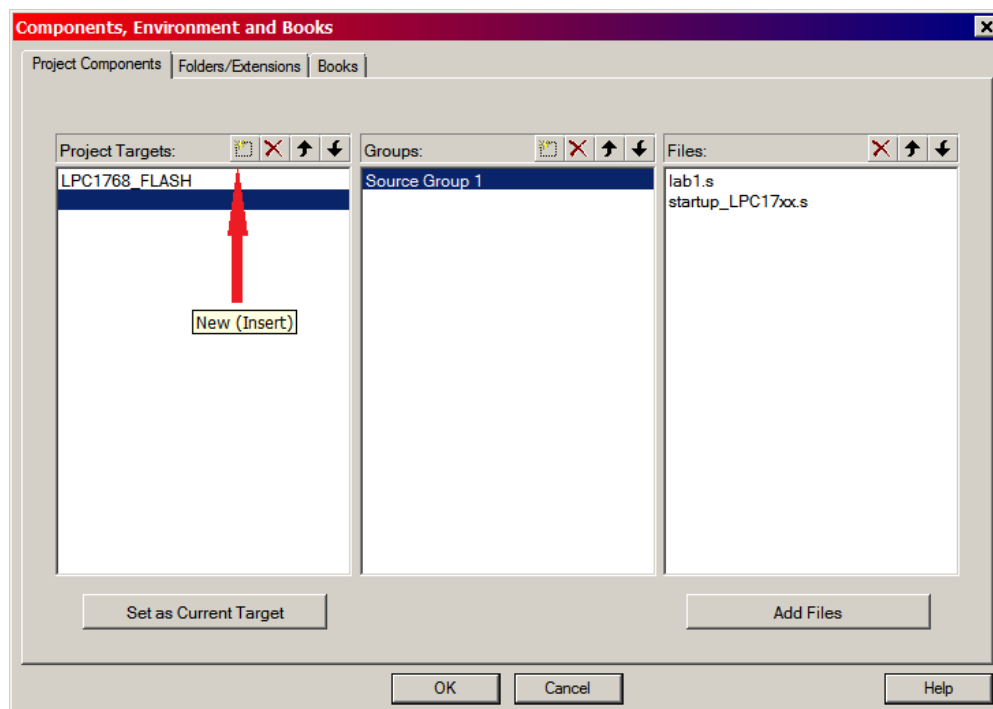 Components, Environment and Books
Project Components Folders/Extensions Books
Project Targets: Groups: Files:
LPC1768_FLASH Source Group 1 lab1.s
startup_LPC17xx.s
New (Insert)
Set as Current Target Add Files
OK Cancel Help